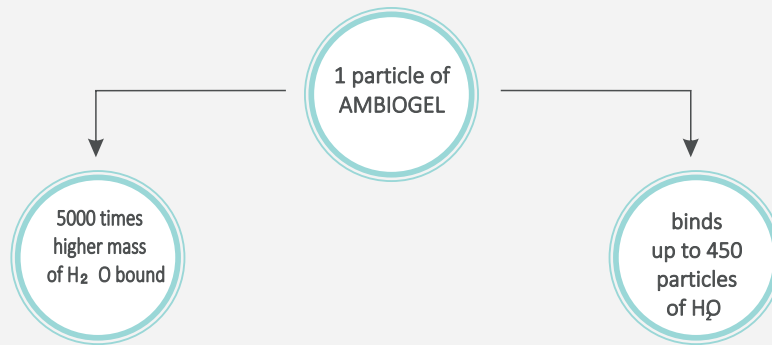 1 particle of
AMBIOGEL
5000 times
higher mass
of H₂ O bound
binds
up to 450
particles
of H₂O